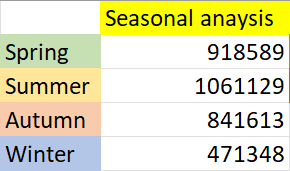 Seasonal anaysis
Spring 918589
Summer 1061129
Autumn 841613
Winter 471348